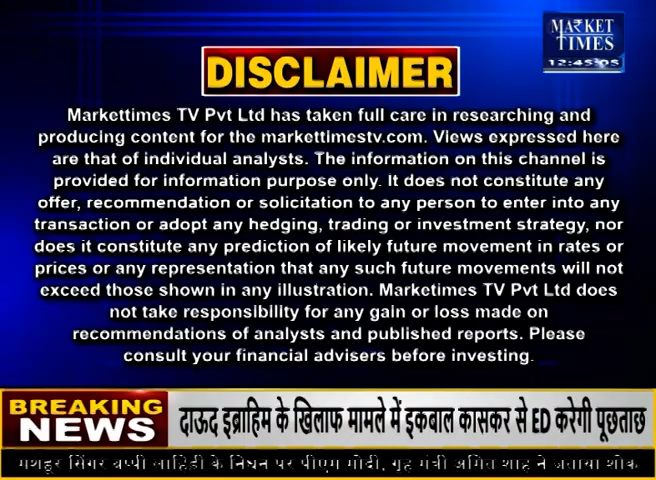 MARKET
TIMES
12:45:05
DISCLAIMER
Markettimes TV Pvt Ltd has taken full care in researching and
producing content for the markettimestv.com. Views expressed here
are that of individual analysts. The information on this channel is
provided for information purpose only. It does not constitute any
offer, recommendation or solicitation to any person to enter into any
transaction or adopt any hedging, trading or investment strategy, nor
does it constitute any prediction of likely future movement in rates or
prices or any representation that any such future movements will not
exceed those shown in any illustration. Marketimes TV Pvt Ltd does
not take responsibility for any gain or loss made on
recommendations of analysts and published reports. Please
consult your financial advisers before investing.
BREAKING
NEWS
दाऊद इब्राहिम के खिलाफ मामले में इकबाल कासकर से ED करेगी पूछताछ
मशहूर सिंगर बप्पी लाहिड़ी के निधन पर पीएम मोदी, गृह मंत्री अमित शाह ने जताया शोक